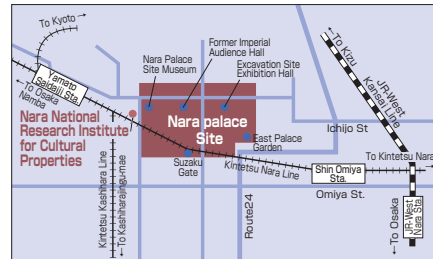 To Kyoto
Yamato
Saidaiji Sta.
To Osaka
Namba
Nara Palace
Site Museum
Former Imperial
Audience Hall
Excavation Site
Exhibition Hall
To Kizu
JR-West
Kansai Line
Nara National
Research Institute
for Cultural
Properties
Nara palace
Site
East Palace
Garden
Ichijo St
Suzaku
Gate
Kintetsu Nara Line
To Kintetsu Nara
Shin Omiya
Sta.
Omiya St.
Kintetsu Kashihara Line
To Kashiharajingu-mae
Route24
To Osaka
JR-West
Nara Sta